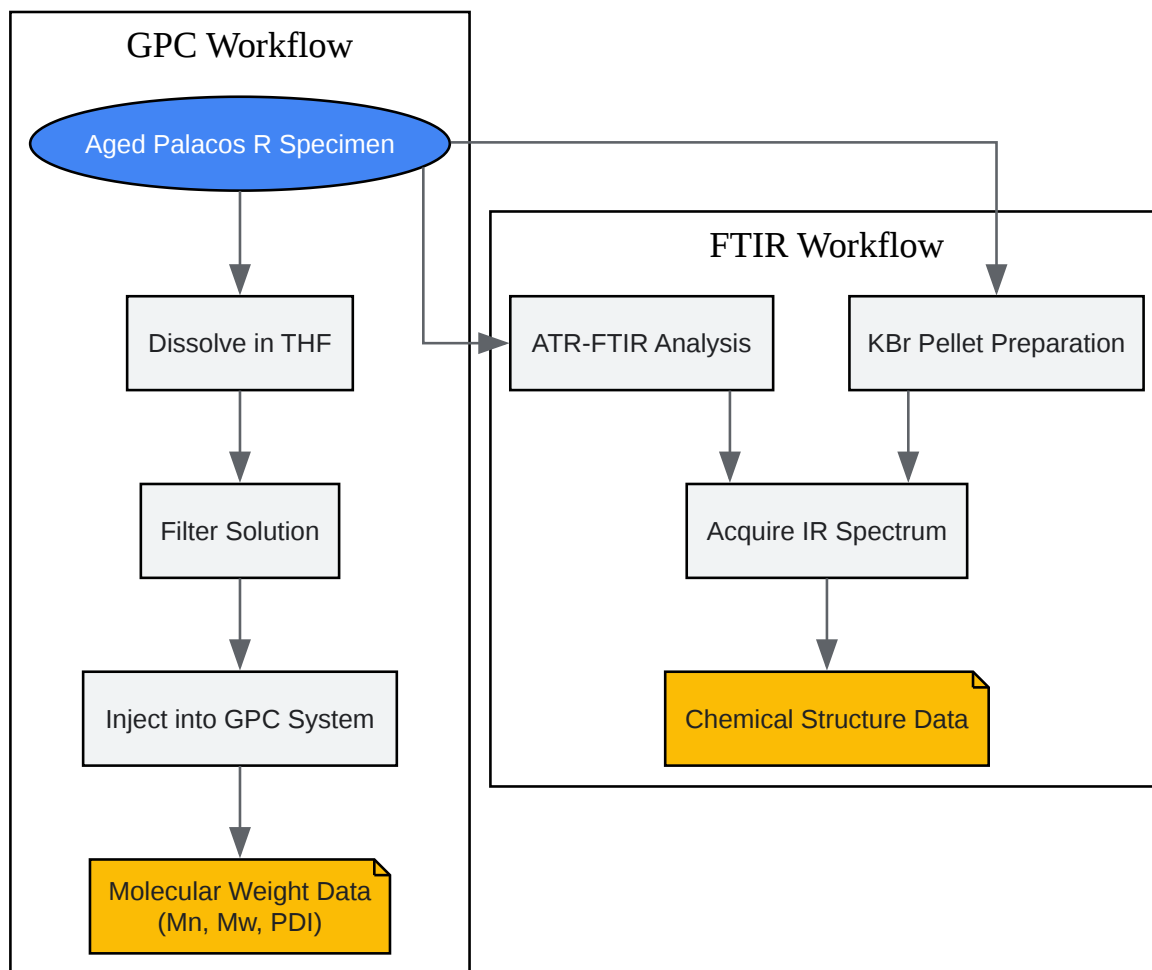 GPC Workflow
Aged Palacos R Specimen
Dissolve in THF
Filter Solution
Inject into GPC System
Molecular Weight Data
(Mn, Mw, PDI)
FTIR Workflow
ATR-FTIR Analysis
KBr Pellet Preparation
Acquire IR Spectrum
Chemical Structure Data